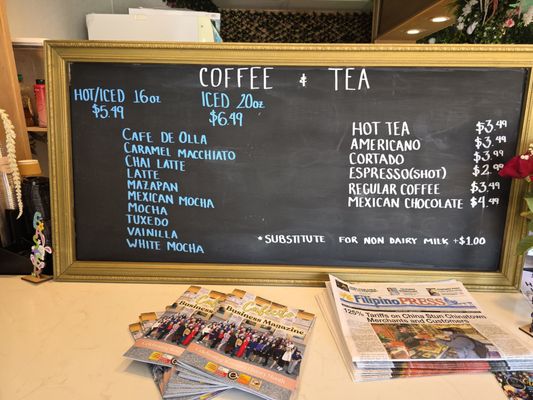 COFFEE + TEA
HOT/ICED 16oz
$5.49
ICED 20oz
$6.49
CAFE DE OLLA
CARAMEL MACCHIATO
CHAI LATTE
LATTE
MAZAPAN
MEXICAN MOCHA
MOCHA
TUXEDO
VAINILLA
WHITE MOCHA
HOT TEA $3.49
AMERICANO $3.49
CORTADO $3.99
ESPRESSO(SHOT) $2.99
REGULAR COFFEE $3.49
MEXICAN CHOCOLATE $4.49
*SUBSTITUTE FOR NON DAIRY MILK +$1.00
Business Magazine
FilipinoPRESS
125% Tariffs on China Stun Chinatown
Merchants and Customers